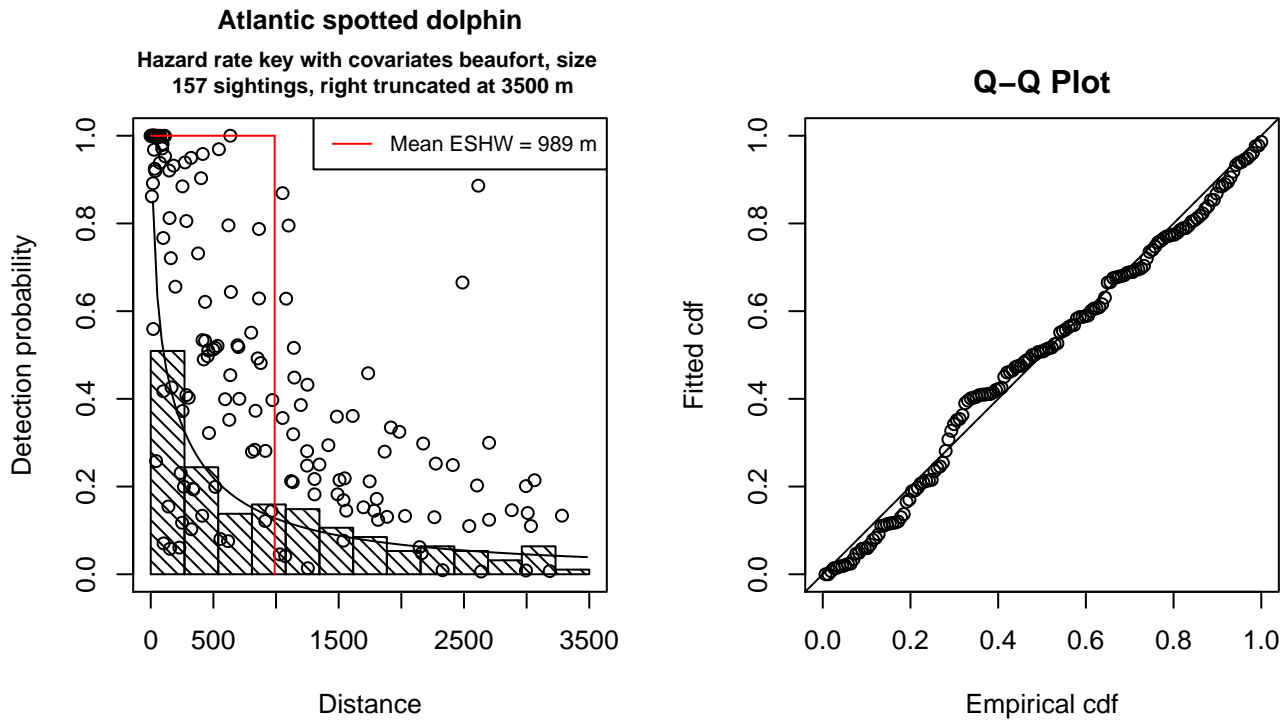 Atlantic spotted dolphin
Hazard rate key with covariates beaufort, size
157 sightings, right truncated at 3500 m
Mean ESHW = 989 m
Detection probability
0.0 0.2 0.4 0.6 0.8 1.0
0 500 1500 2500 3500
Distance
Q−Q Plot
Fitted cdf
0.0 0.2 0.4 0.6 0.8 1.0
0.0 0.2 0.4 0.6 0.8 1.0
Empirical cdf